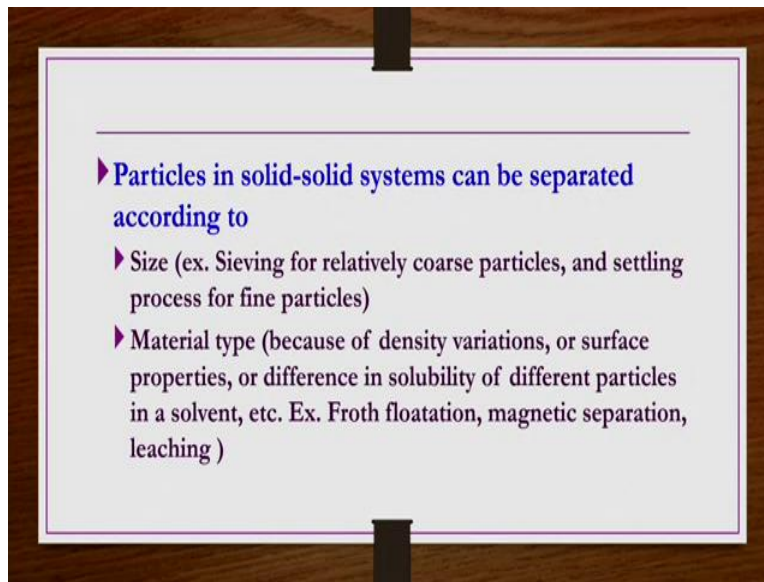 Particles in solid-solid systems can be separated
according to
Size (ex. Sieving for relatively coarse particles, and settling
process for fine particles)
Material type (because of density variations, or surface
properties, or difference in solubility of different particles
in a solvent, etc. Ex. Froth floatation, magnetic separation,
leaching )